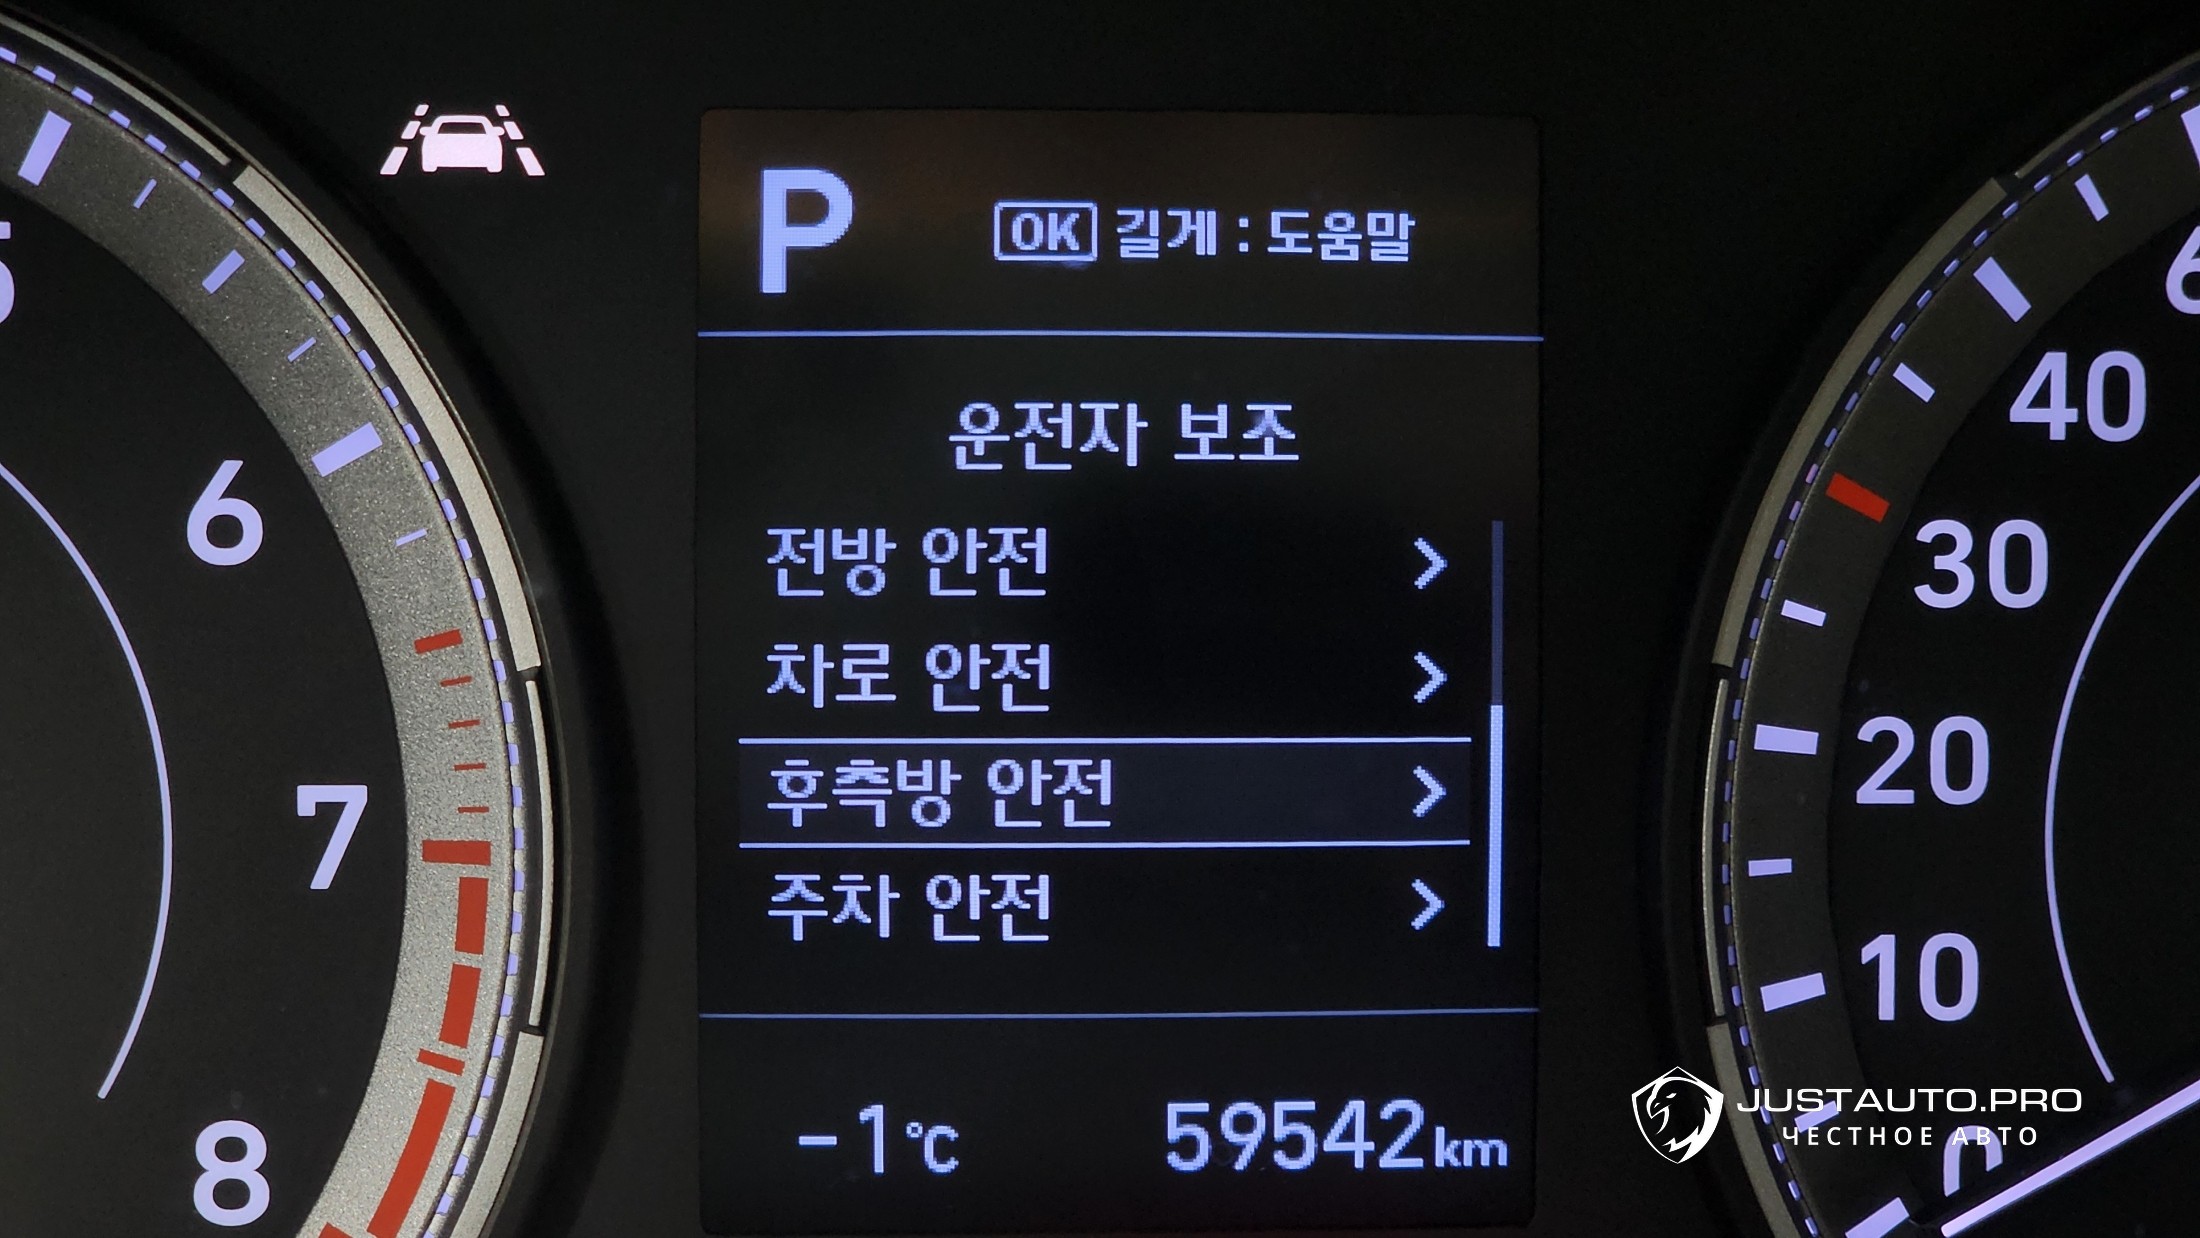 P
OK 길게 : 도움말
운전자 보조
전방 안전
차로 안전
후측방 안전
주차 안전
-1℃ 59542km
6
7
8
40
30
20
10
0
JUSTAUTO.PRO
ЧЕСТНОЕ АВТО